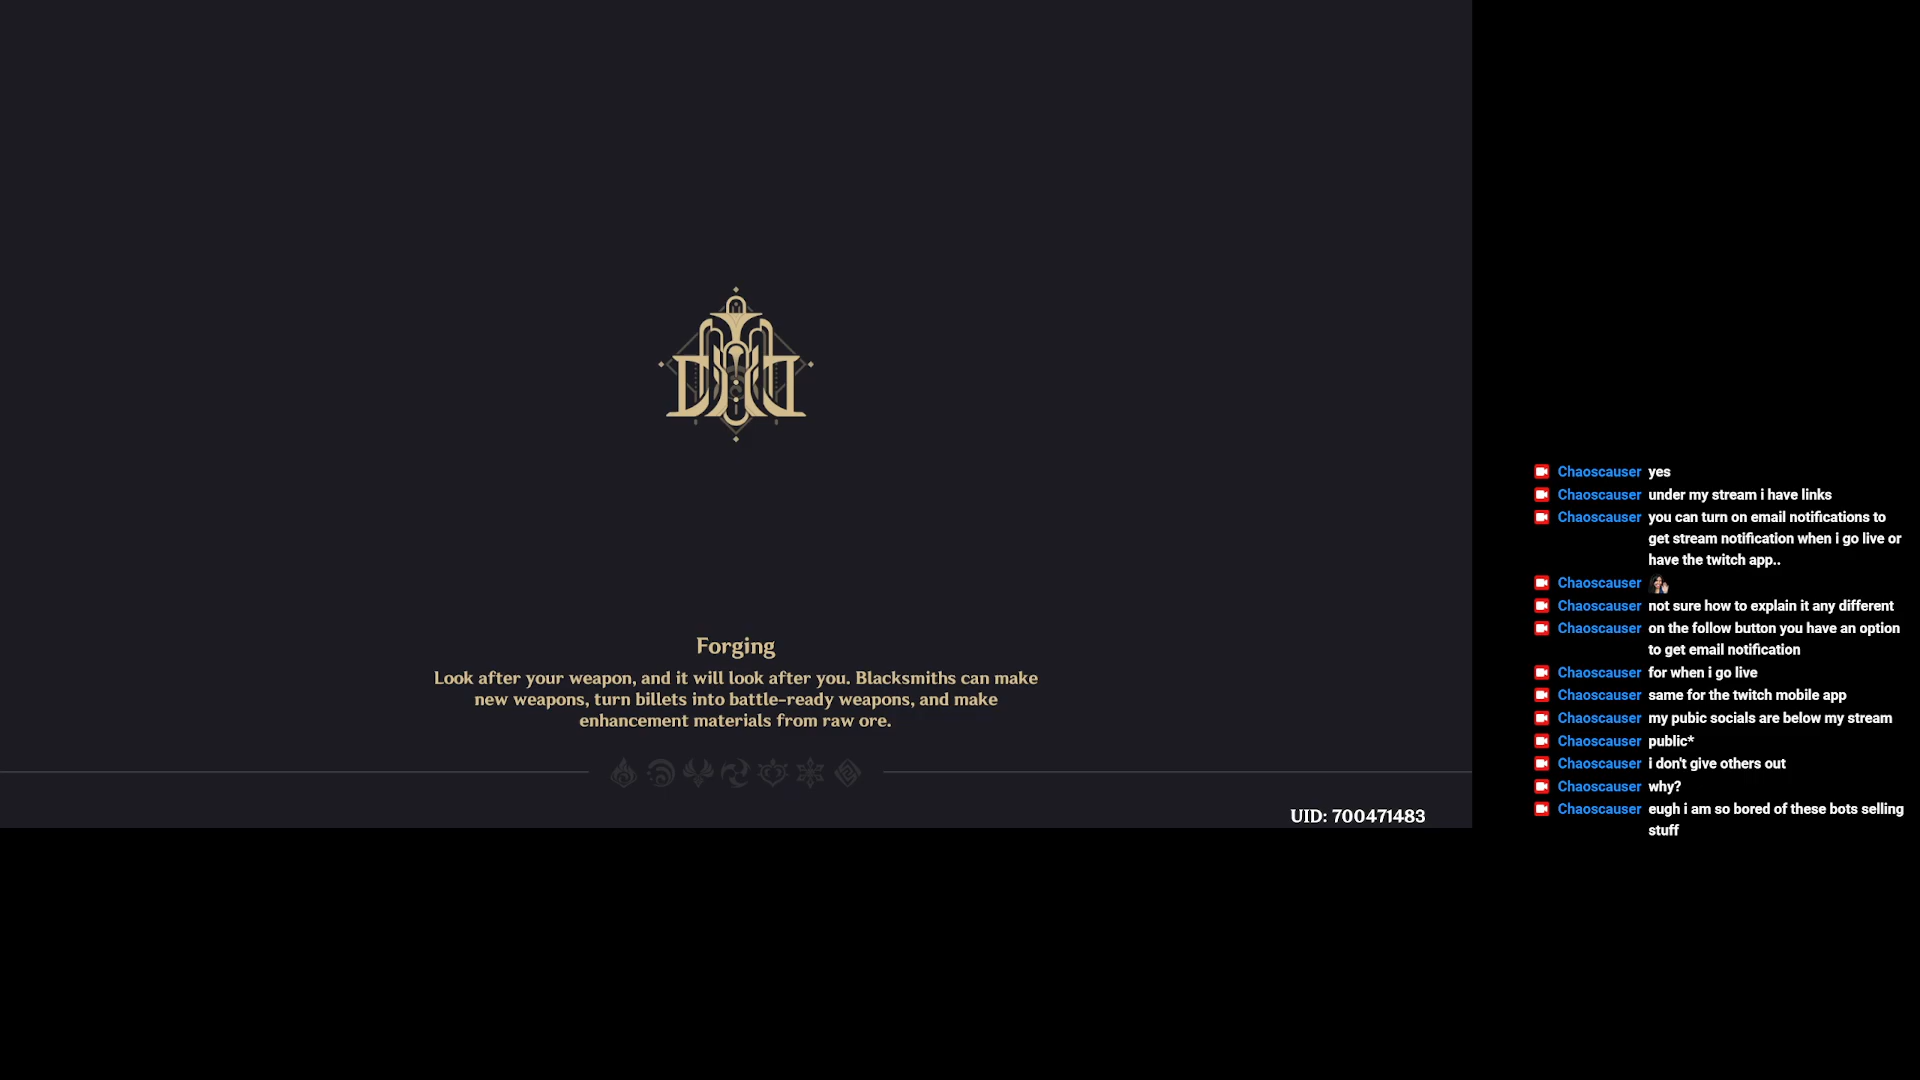 Forging
Look after your weapon, and it will look after you. Blacksmiths can make
new weapons, turn billets into battle-ready weapons, and make
enhancement materials from raw ore.
UID: 700471483
Chaoscauser yes
Chaoscauser under my stream i have links
Chaoscauser you can turn on email notifications to
get stream notification when i go live or
have the twitch app..
Chaoscauser
Chaoscauser not sure how to explain it any different
Chaoscauser on the follow button you have an option
to get email notification
Chaoscauser for when i go live
Chaoscauser same for the twitch mobile app
Chaoscauser my pubic socials are below my stream
Chaoscauser public*
Chaoscauser i don't give others out
Chaoscauser why?
Chaoscauser eugh i am so bored of these bots selling
stuff